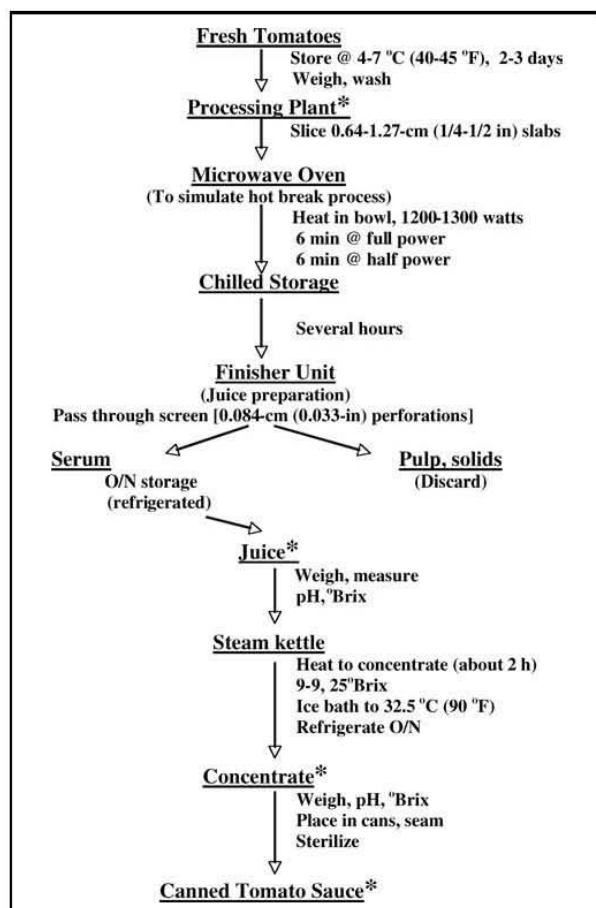 Fresh Tomatoes
Store @ 4-7 °C (40-45 °F), 2-3 days
Weigh, wash
Processing Plant*
Slice 0.64-1.27-cm (1/4-1/2 in) slabs
Microwave Oven
(To simulate hot break process)
Heat in bowl, 1200-1300 watts
6 min @ full power
6 min @ half power
Chilled Storage
Several hours
Finisher Unit
(Juice preparation)
Pass through screen [0.084-cm (0.033-in) perforations]
Serum
O/N storage
(refrigerated)
Pulp, solids
(Discard)
Juice*
Weigh, measure
pH,°Brix
Steam kettle
Heat to concentrate (about 2 h)
9-9, 25°Brix
Ice bath to 32.5 °C (90 °F)
Refrigerate O/N
Concentrate*
Weigh, pH, °Brix
Place in cans, seam
Sterilize
Canned Tomato Sauce*